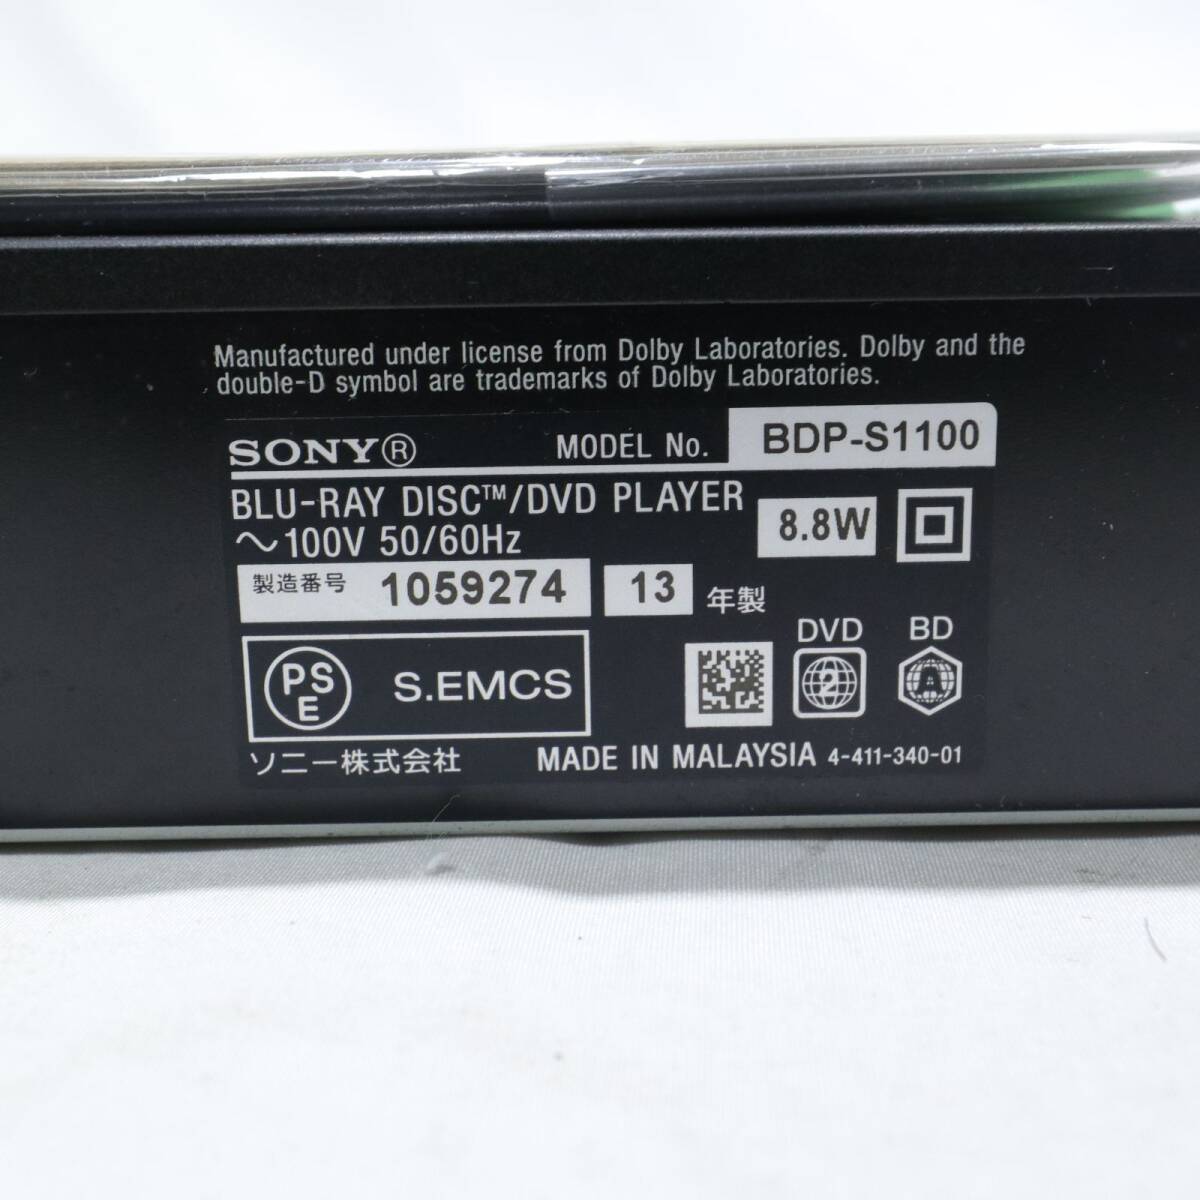 Manufactured under license from Dolby Laboratories. Dolby and the
double-D symbol are trademarks of Dolby Laboratories.
SONY® MODEL No. BDP-S1100
BLU-RAY DISC™/DVD PLAYER
～100V 50/60Hz 8.8W
製造番号 1059274 13 年製
DVD BD
PSE S.EMCS 2 A
ソニー株式会社 MADE IN MALAYSIA 4-411-340-01